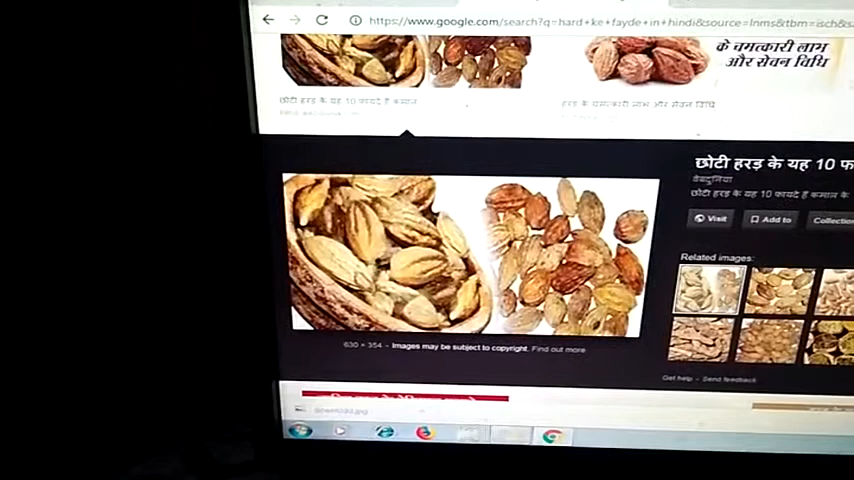 https://www.google.com/search?q=hard+ke+fayde+in+hindi&source=lnms&tbm=isch&s
के चमत्कारी लाभ
और सेवन विधि
छोटी हरड़ के यह 10 फायदे हैं कमाल
हरड़ के चमत्कारी लाभ और सेवन विधि
छोटी हरड़ के यह 10 फ
वेबदुनिया
छोटी हरड़ के यह 10 फायदे हैं कमाल के
Visit
Add to
Collection
Related images:
630 × 354 - Images may be subject to copyright. Find out more
Get help - Send feedback
download.jpg